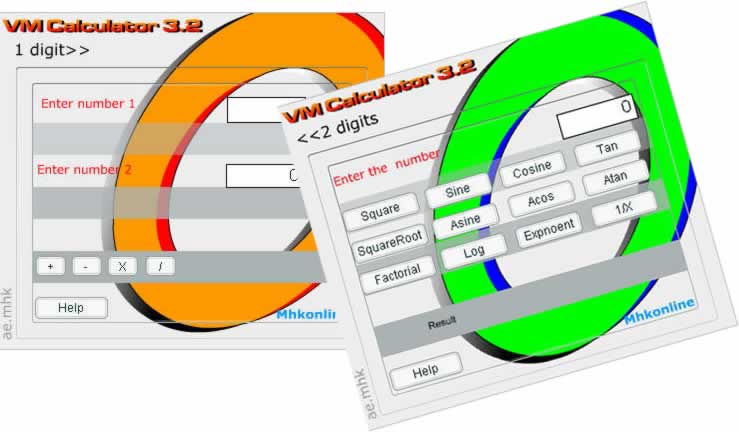 VM Calculator 3.2
1 digit>>
Enter number 1
Enter number 2
0
+ - X /
Help
Mhkonlin
ae.mhk
VM Calculator 3.2
<<2 digits
0
Enter the number
Square Sine Cosine Tan
SquareRoot Asine Acos Atan
Factorial Log Expnoent 1/X
Result
Mhkonline
Help
ae.mhk